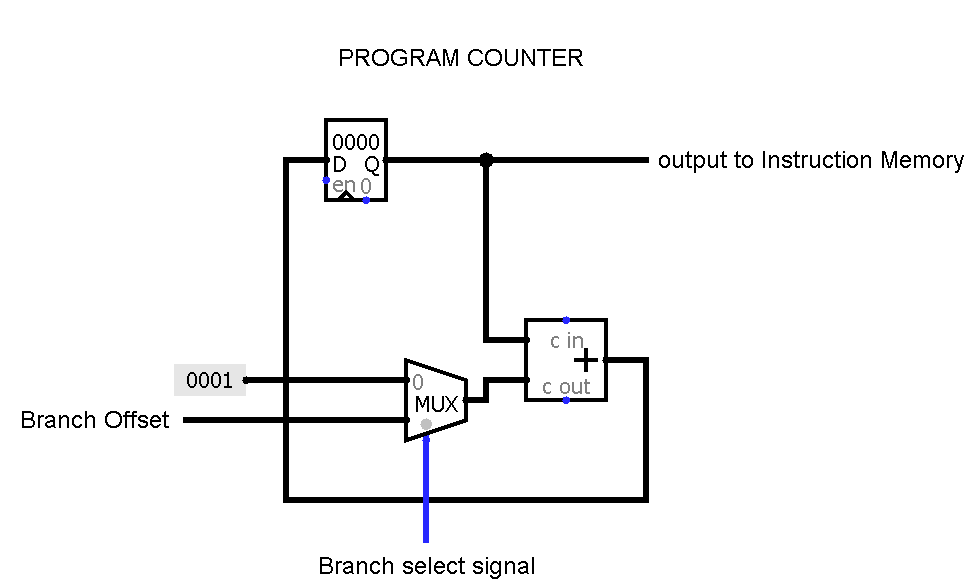 PROGRAM COUNTER
0000
D Q
en 0
output to Instruction Memory
c in
+
c out
0001
0
MUX
Branch Offset
Branch select signal